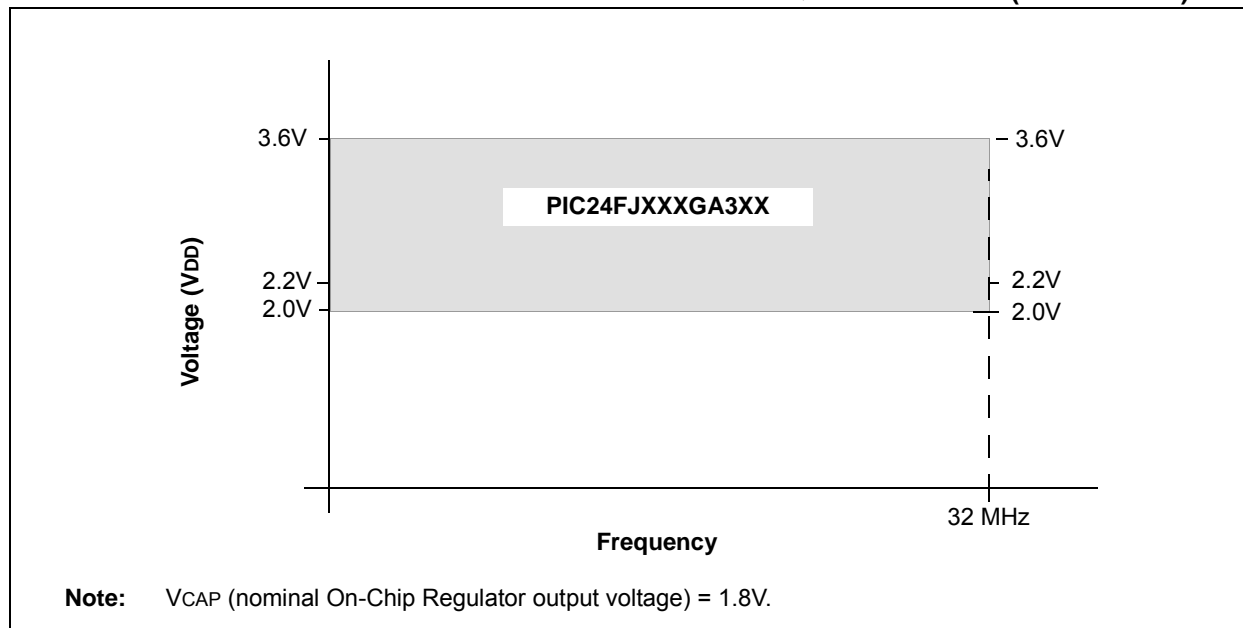 3.6V
3.6V
PIC24FJXXXGA3XX
Voltage (VDD)
2.2V
2.2V
2.0V
2.0V
32 MHz
Frequency
Note: VCAP (nominal On-Chip Regulator output voltage) = 1.8V.